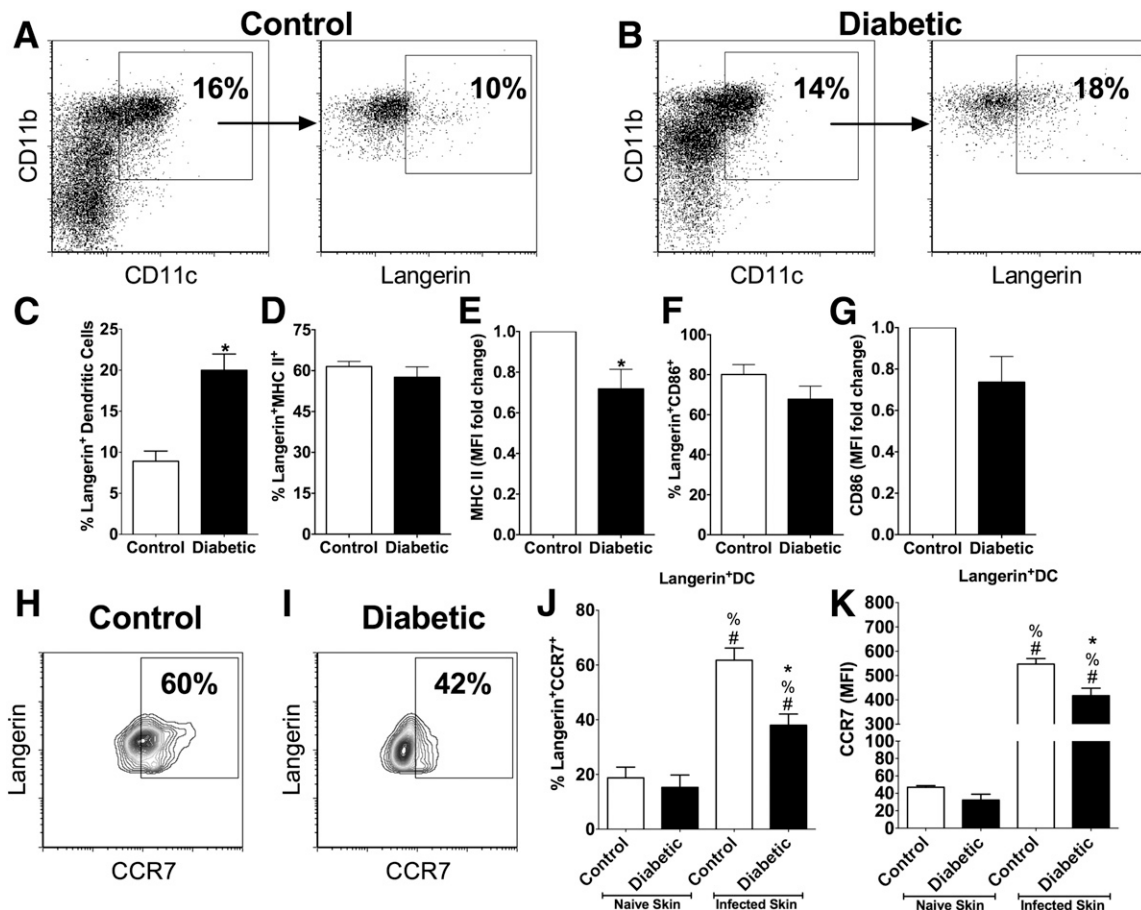 A
Control
B
Diabetic
16%
10%
14%
18%
CD11b
CD11b
CD11c
Langerin
CD11c
Langerin
C
D
E
F
G
% Langerin⁺ Dendritic Cells
25
20
15
10
5
0
*
Control Diabetic
% Langerin⁺MHC II⁺
75
60
45
30
15
0
Control Diabetic
MHC II (MFI fold change)
1.0
0.8
0.6
0.4
0.2
0.0
*
Control Diabetic
% Langerin⁺CD86⁺
100
80
60
40
20
0
Control Diabetic
CD86 (MFI fold change)
1.0
0.8
0.6
0.4
0.2
0.0
Control Diabetic
H
Control
I
Diabetic
60%
42%
Langerin
Langerin
CCR7
CCR7
J
Langerin⁺DC
% Langerin⁺CCR7⁺
80
60
40
20
0
%
#
*
%
#
Control
Diabetic
Control
Diabetic
Naive Skin
Infected Skin
K
Langerin⁺DC
CCR7 (MFI)
800
700
600
500
400
300
100
80
60
40
20
0
%
#
*
%
#
Control
Diabetic
Control
Diabetic
Naive Skin
Infected Skin